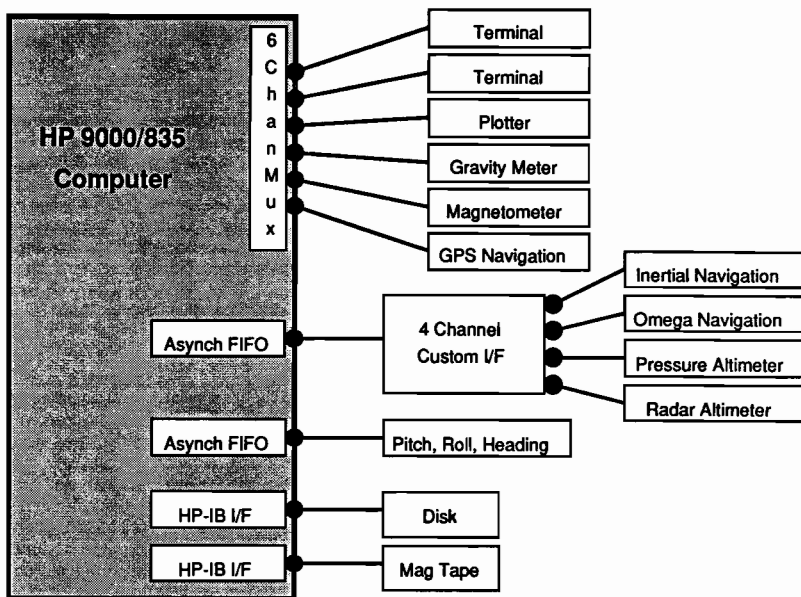 HP 9000/835
Computer
6
C
h
a
n
M
u
x
Terminal
Terminal
Plotter
Gravity Meter
Magnetometer
GPS Navigation
Asynch FIFO
4 Channel
Custom I/F
Inertial Navigation
Omega Navigation
Pressure Altimeter
Radar Altimeter
Asynch FIFO
Pitch, Roll, Heading
HP-IB I/F
Disk
HP-IB I/F
Mag Tape